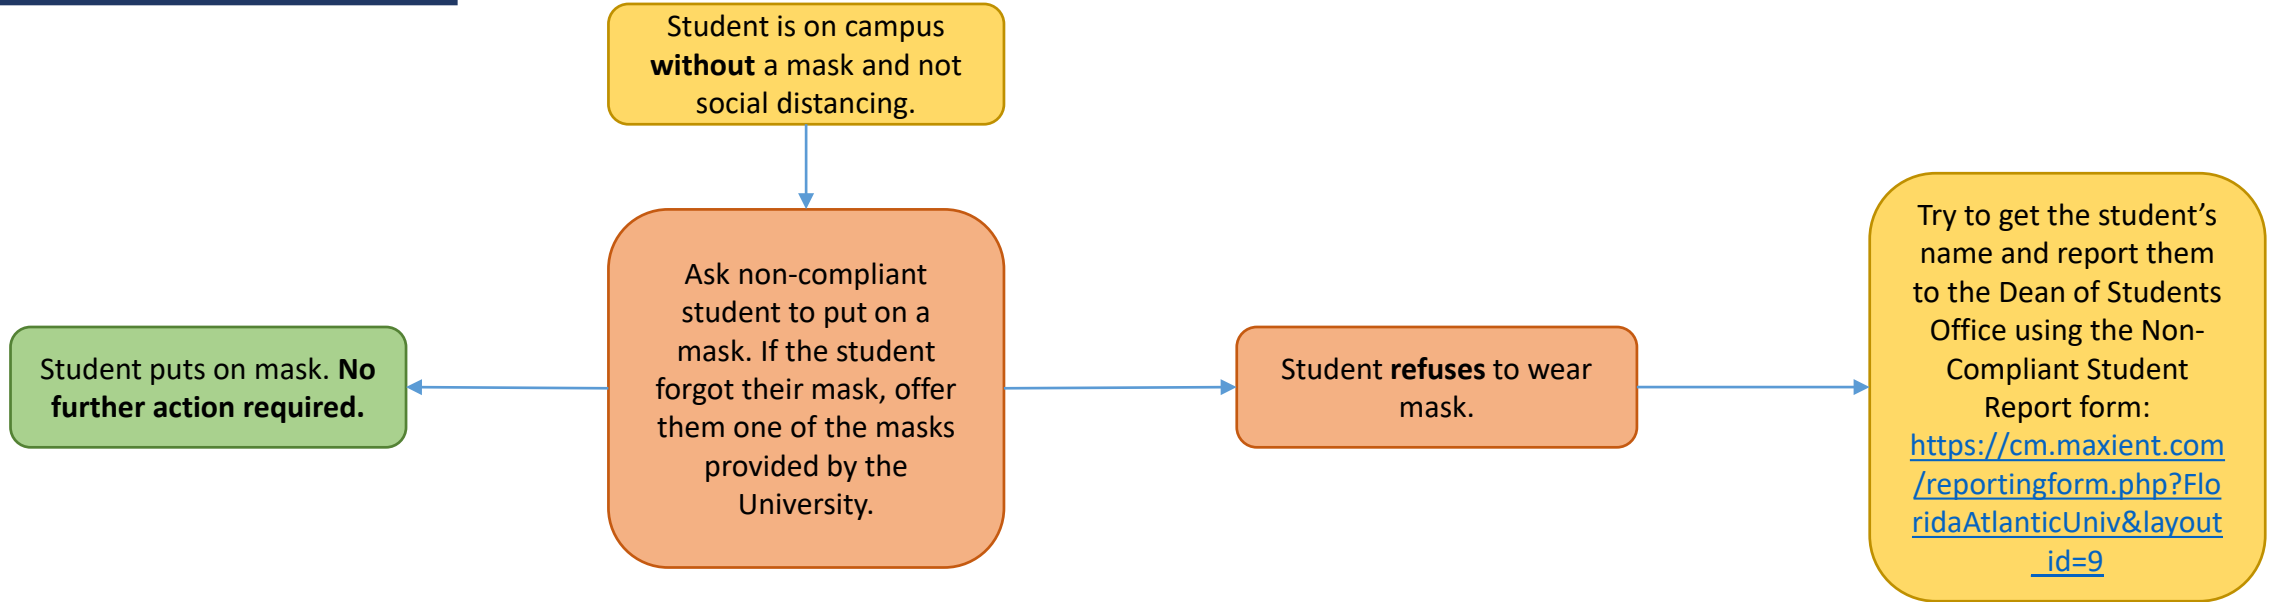 Student is on campus
without a mask and not
social distancing.
Ask non-compliant
student to put on a
mask. If the student
forgot their mask, offer
them one of the masks
provided by the
University.
Student puts on mask. No
further action required.
Student refuses to wear
mask.
Try to get the student’s
name and report them
to the Dean of Students
Office using the Non-
Compliant Student
Report form:
https://cm.maxient.com
/reportingform.php?Flo
ridaAtlanticUniv&layout
_id=9